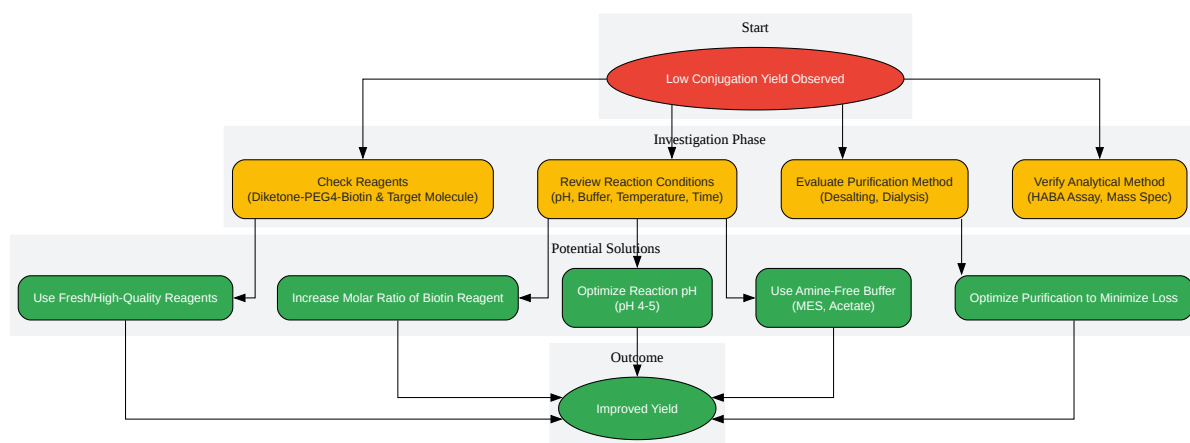 Start
Low Conjugation Yield Observed
Investigation Phase
Check Reagents
(Diketone-PEG4-Biotin & Target Molecule)
Review Reaction Conditions
(pH, Buffer, Temperature, Time)
Evaluate Purification Method
(Desalting, Dialysis)
Verify Analytical Method
(HABA Assay, Mass Spec)
Potential Solutions
Use Fresh/High-Quality Reagents
Increase Molar Ratio of Biotin Reagent
Optimize Reaction pH
(pH 4-5)
Use Amine-Free Buffer
(MES, Acetate)
Optimize Purification to Minimize Loss
Outcome
Improved Yield